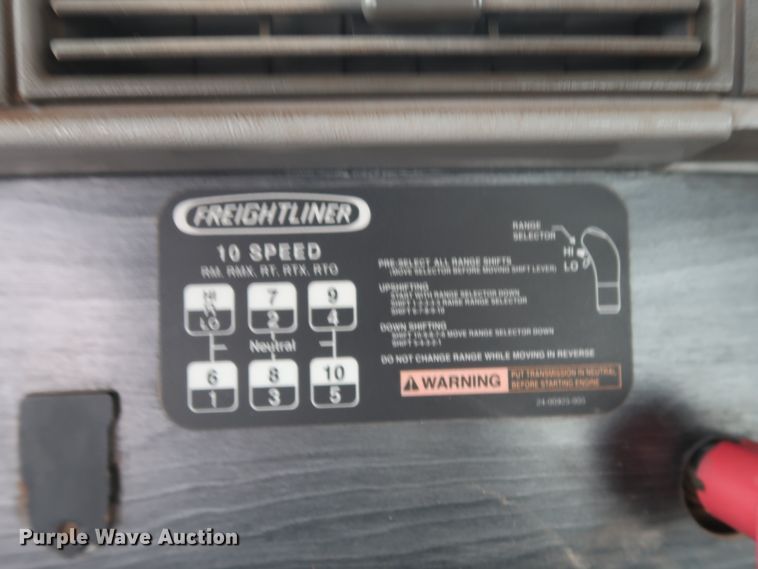 FREIGHTLINER
10 SPEED
RM, RMX, RT, RTX, RTO
HI
R
LO
7
2
9
4
Neutral
6
1
8
3
10
5
RANGE
SELECTOR
HI
LO
PRE-SELECT ALL RANGE SHIFTS
(MOVE SELECTOR BEFORE MOVING SHIFT LEVER)
UPSHIFTING
START WITH RANGE SELECTOR DOWN
SHIFT 1-2-3-4-5 RAISE RANGE SELECTOR
SHIFT 6-7-8-9-10
DOWN SHIFTING
SHIFT 10-9-8-7-6 MOVE RANGE SELECTOR DOWN
SHIFT 5-4-3-2-1
DO NOT CHANGE RANGE WHILE MOVING IN REVERSE
WARNING
PUT TRANSMISSION IN NEUTRAL
BEFORE STARTING ENGINE
Purple Wave Auction